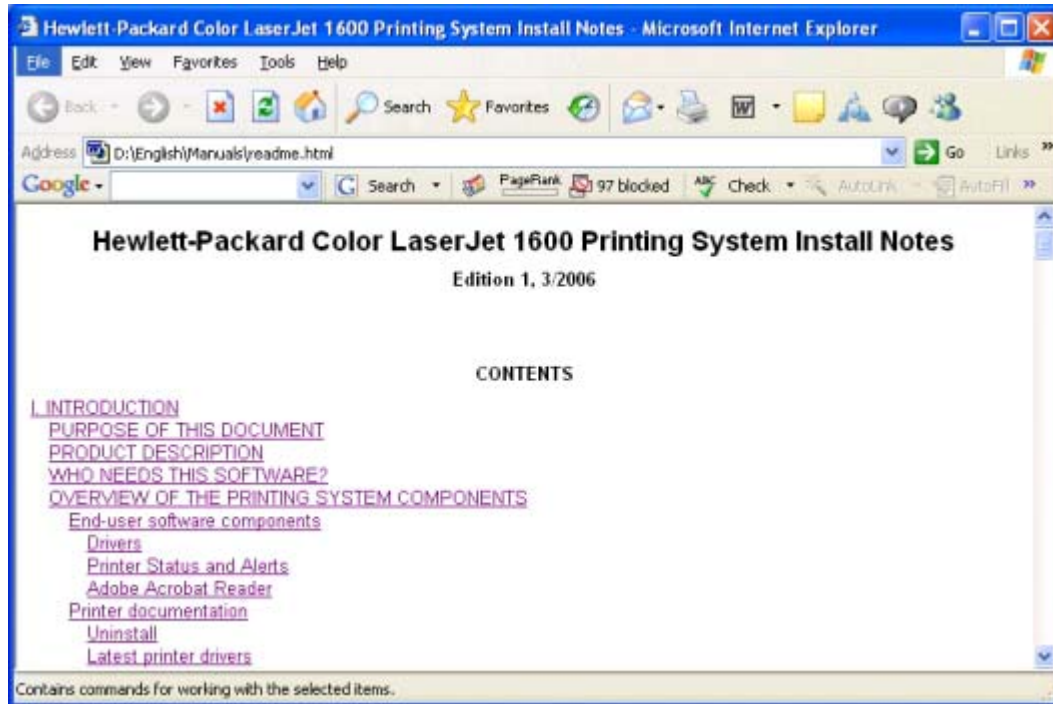 Hewlett-Packard Color LaserJet 1600 Printing System Install Notes - Microsoft Internet Explorer
File Edit View Favorites Tools Help
Back Search Favorites
Address D:\English\Manuals\readme.html Go Links »
Google Search PageRank 97 blocked ABC Check AutoLink AutoFill »
Hewlett-Packard Color LaserJet 1600 Printing System Install Notes
Edition 1, 3/2006
CONTENTS
I. INTRODUCTION
PURPOSE OF THIS DOCUMENT
PRODUCT DESCRIPTION
WHO NEEDS THIS SOFTWARE?
OVERVIEW OF THE PRINTING SYSTEM COMPONENTS
End-user software components
Drivers
Printer Status and Alerts
Adobe Acrobat Reader
Printer documentation
Uninstall
Latest printer drivers
Contains commands for working with the selected items.